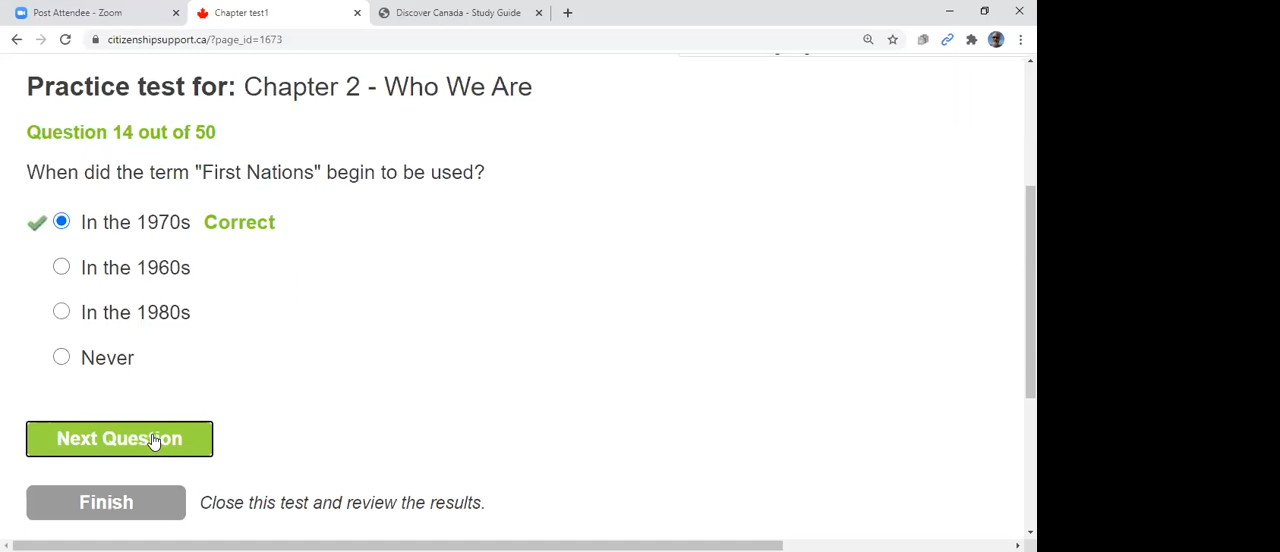 Post Attendee - Zoom
Chapter test1
Discover Canada - Study Guide
citizenshipsupport.ca/?page_id=1673
Practice test for: Chapter 2 - Who We Are
Question 14 out of 50
When did the term "First Nations" begin to be used?
In the 1970s Correct
In the 1960s
In the 1980s
Never
Next Question
Finish Close this test and review the results.